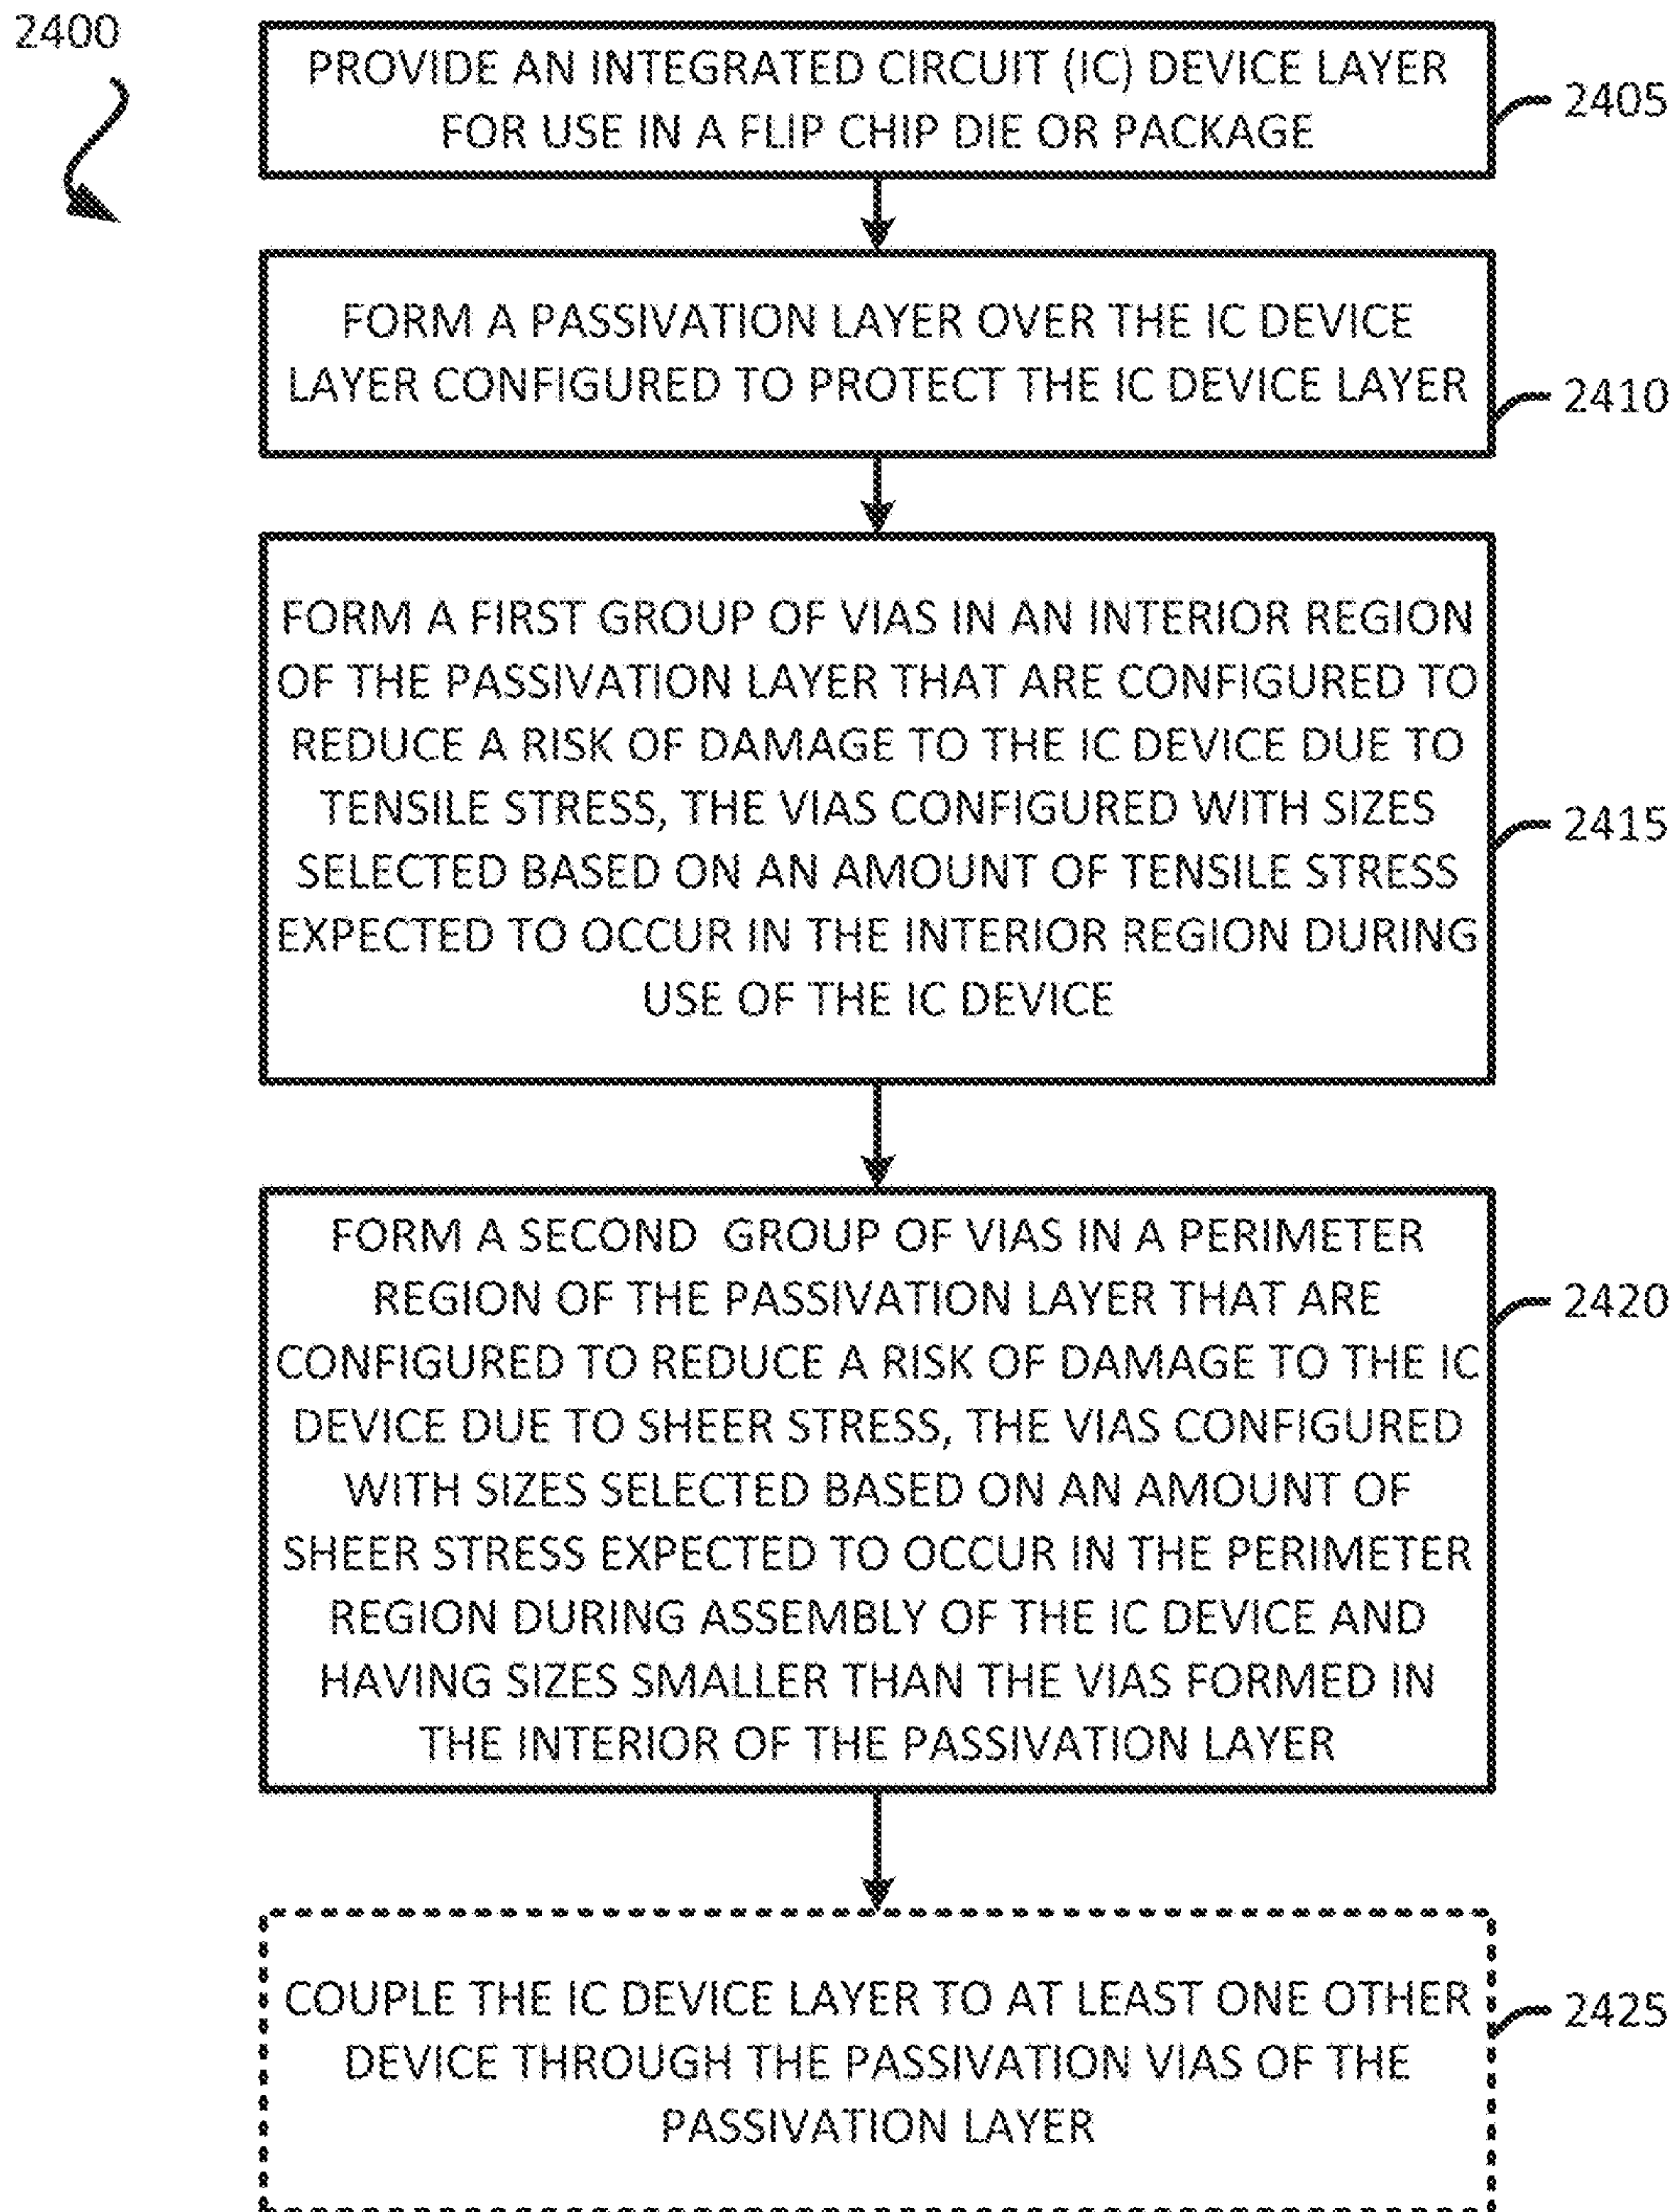 2400
PROVIDE AN INTEGRATED CIRCUIT (IC) DEVICE LAYER
FOR USE IN A FLIP CHIP DIE OR PACKAGE
2405
FORM A PASSIVATION LAYER OVER THE IC DEVICE
LAYER CONFIGURED TO PROTECT THE IC DEVICE LAYER
2410
FORM A FIRST GROUP OF VIAS IN AN INTERIOR REGION
OF THE PASSIVATION LAYER THAT ARE CONFIGURED TO
REDUCE A RISK OF DAMAGE TO THE IC DEVICE DUE TO
TENSILE STRESS, THE VIAS CONFIGURED WITH SIZES
SELECTED BASED ON AN AMOUNT OF TENSILE STRESS
EXPECTED TO OCCUR IN THE INTERIOR REGION DURING
USE OF THE IC DEVICE
2415
FORM A SECOND GROUP OF VIAS IN A PERIMETER
REGION OF THE PASSIVATION LAYER THAT ARE
CONFIGURED TO REDUCE A RISK OF DAMAGE TO THE IC
DEVICE DUE TO SHEER STRESS, THE VIAS CONFIGURED
WITH SIZES SELECTED BASED ON AN AMOUNT OF
SHEER STRESS EXPECTED TO OCCUR IN THE PERIMETER
REGION DURING ASSEMBLY OF THE IC DEVICE AND
HAVING SIZES SMALLER THAN THE VIAS FORMED IN
THE INTERIOR OF THE PASSIVATION LAYER
2420
COUPLE THE IC DEVICE LAYER TO AT LEAST ONE OTHER
DEVICE THROUGH THE PASSIVATION VIAS OF THE
PASSIVATION LAYER
2425